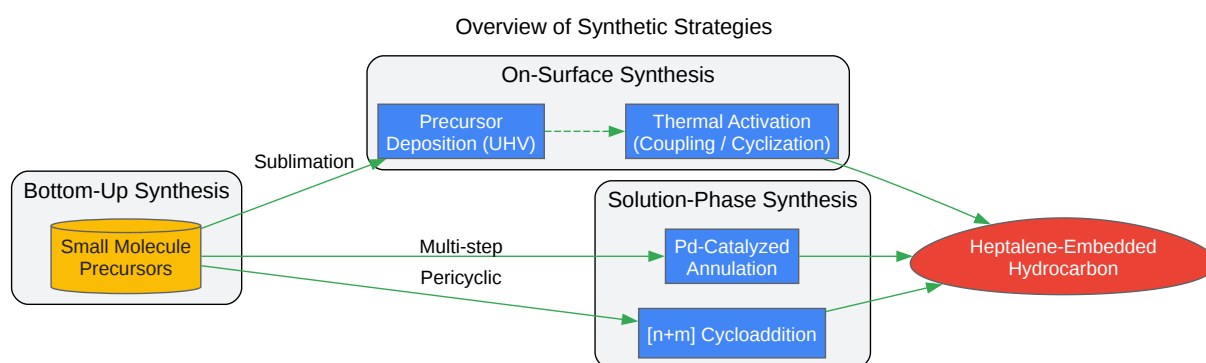 Overview of Synthetic Strategies
On-Surface Synthesis
Precursor
Deposition (UHV)
Thermal Activation
(Coupling / Cyclization)
Sublimation
Bottom-Up Synthesis
Small Molecule
Precursors
Solution-Phase Synthesis
Multi-step
Pd-Catalyzed
Annulation
Pericyclic
[n+m] Cycloaddition
Heptalene-Embedded
Hydrocarbon